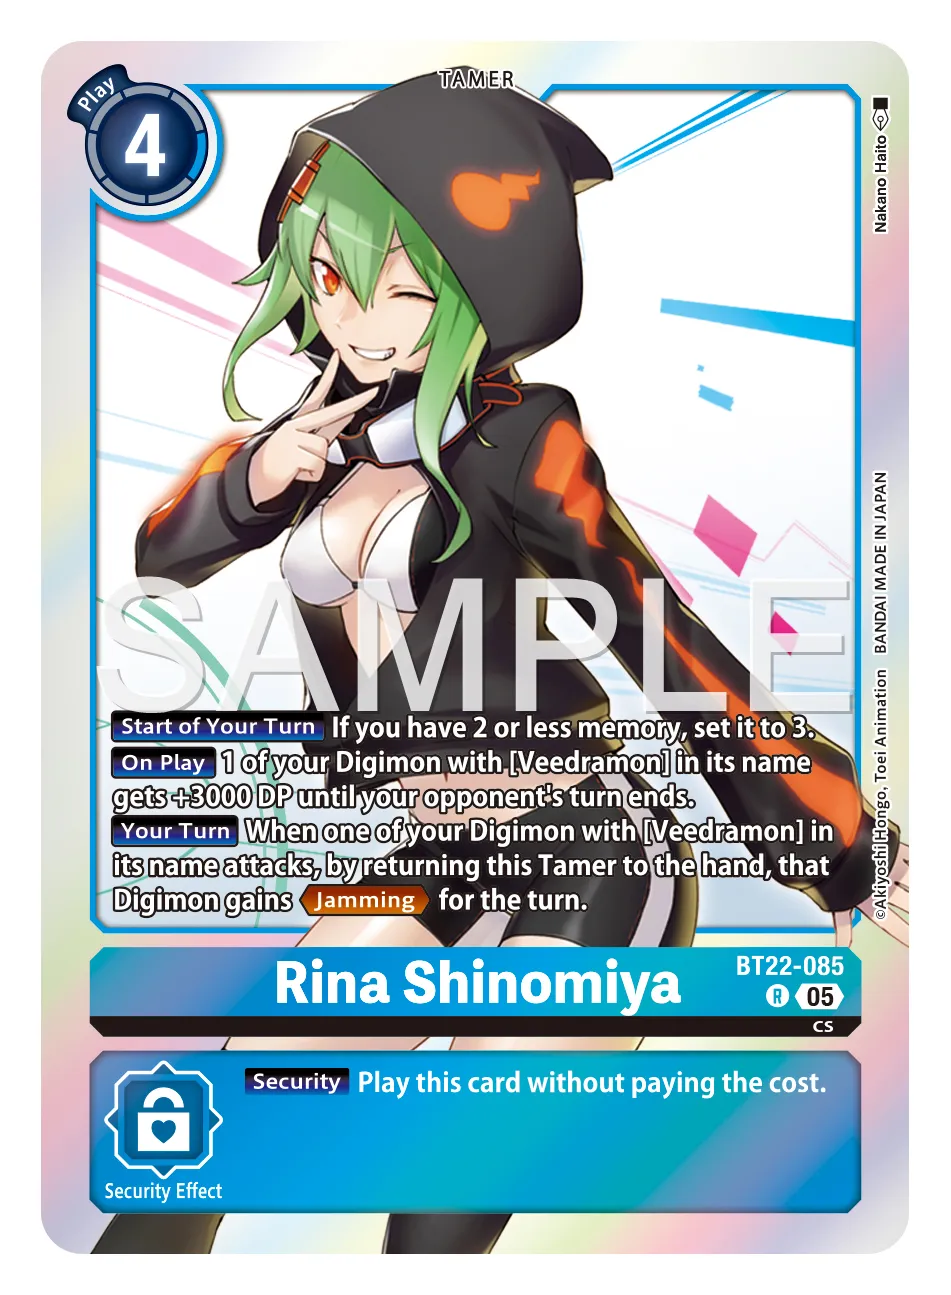 TAMER
Play
4
Nakano Haito
BANDAI MADE IN JAPAN
©Akiyoshi Hongo, Toei Animation
SAMPLE
Start of Your Turn If you have 2 or less memory, set it to 3.
On Play 1 of your Digimon with [Veedramon] in its name
gets +3000 DP until your opponent's turn ends.
Your Turn When one of your Digimon with [Veedramon] in
its name attacks, by returning this Tamer to the hand, that
Digimon gains Jamming for the turn.
Rina Shinomiya
BT22-085
R 05
CS
Security Play this card without paying the cost.
Security Effect